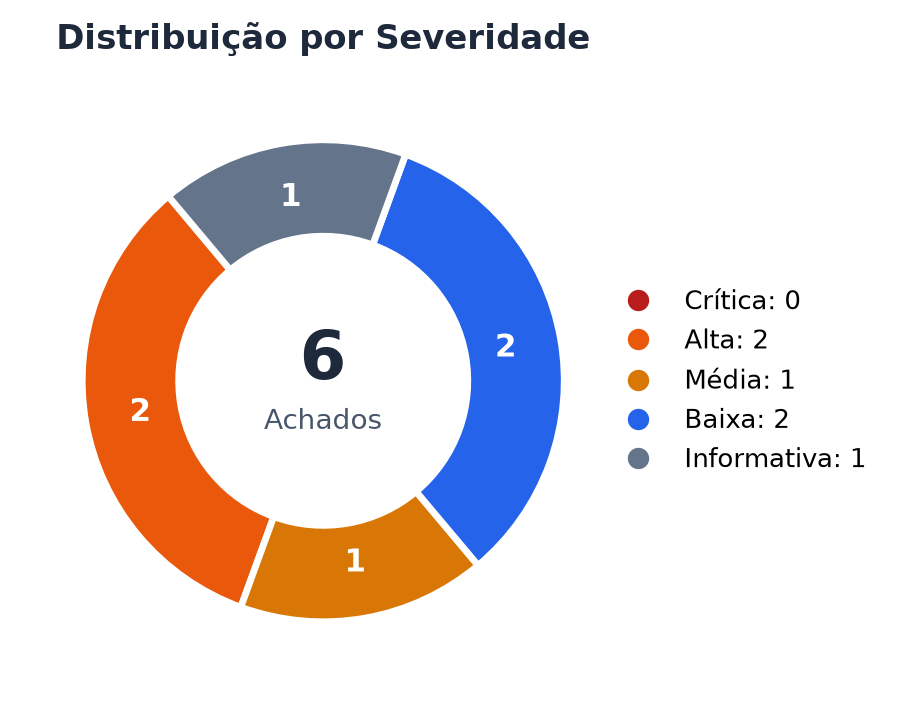 Distribuição por Severidade
1
2
2
1
6
Achados
Crítica: 0
Alta: 2
Média: 1
Baixa: 2
Informativa: 1